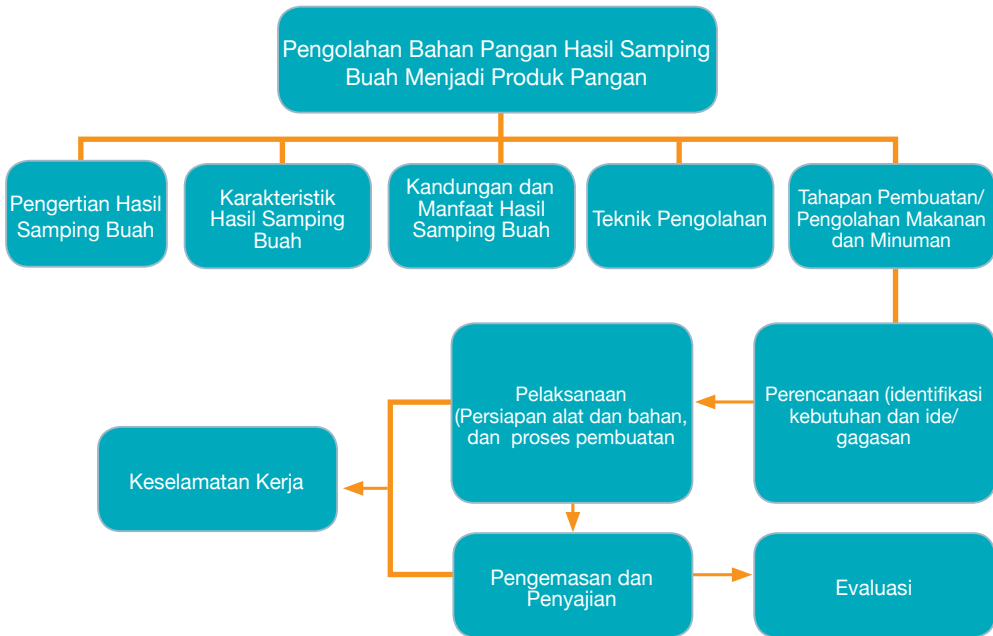 Pengolahan Bahan Pangan Hasil Samping
Buah Menjadi Produk Pangan
Pengertian Hasil
Samping Buah
Karakteristik
Hasil Samping
Buah
Kandungan dan
Manfaat Hasil
Samping Buah
Teknik Pengolahan
Tahapan Pembuatan/
Pengolahan Makanan
dan Minuman
Perencanaan (identifikasi
kebutuhan dan ide/
gagasan
Pelaksanaan
(Persiapan alat dan bahan,
dan proses pembuatan
Keselamatan Kerja
Pengemasan dan
Penyajian
Evaluasi